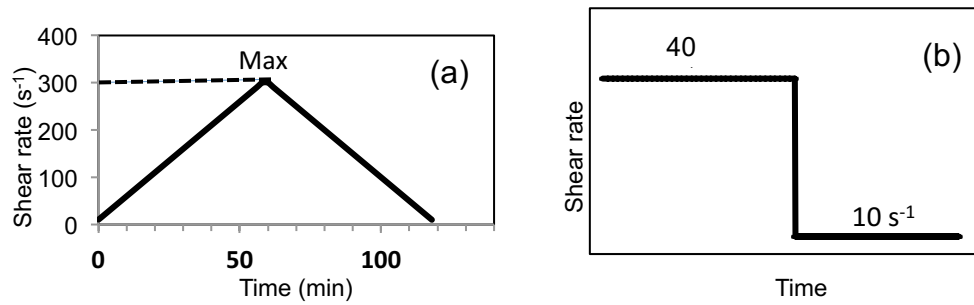 400
300
200
100
0
Shear rate (s-1)
Max
(a)
0
50
100
Time (min)
40
(b)
10 s-1
Shear rate
Time